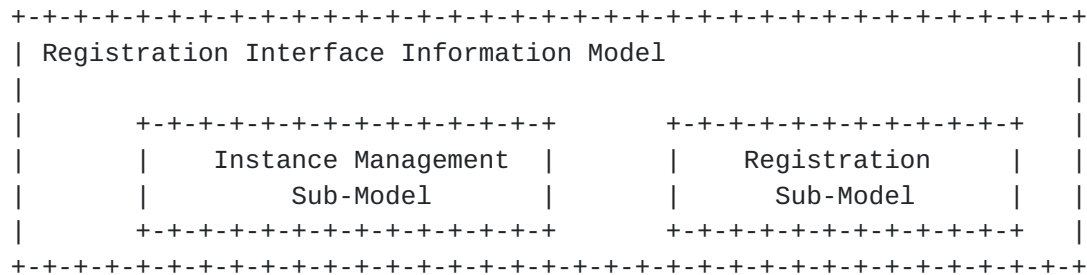 +-+-+-+-+-+-+-+-+-+-+-+-+-+-+-+-+-+-+-+-+-+-+-+-+-+-+-+-+-+-+-+-+-+-+
| Registration Interface Information Model                          |
|                                                                   |
|       +-+-+-+-+-+-+-+-+-+-+-+-+-+       +-+-+-+-+-+-+-+-+-+-+-+   |
|       |    Instance Management  |       |    Registration     |   |
|       |         Sub-Model       |       |      Sub-Model      |   |
|       +-+-+-+-+-+-+-+-+-+-+-+-+-+       +-+-+-+-+-+-+-+-+-+-+-+   |
+-+-+-+-+-+-+-+-+-+-+-+-+-+-+-+-+-+-+-+-+-+-+-+-+-+-+-+-+-+-+-+-+-+-+